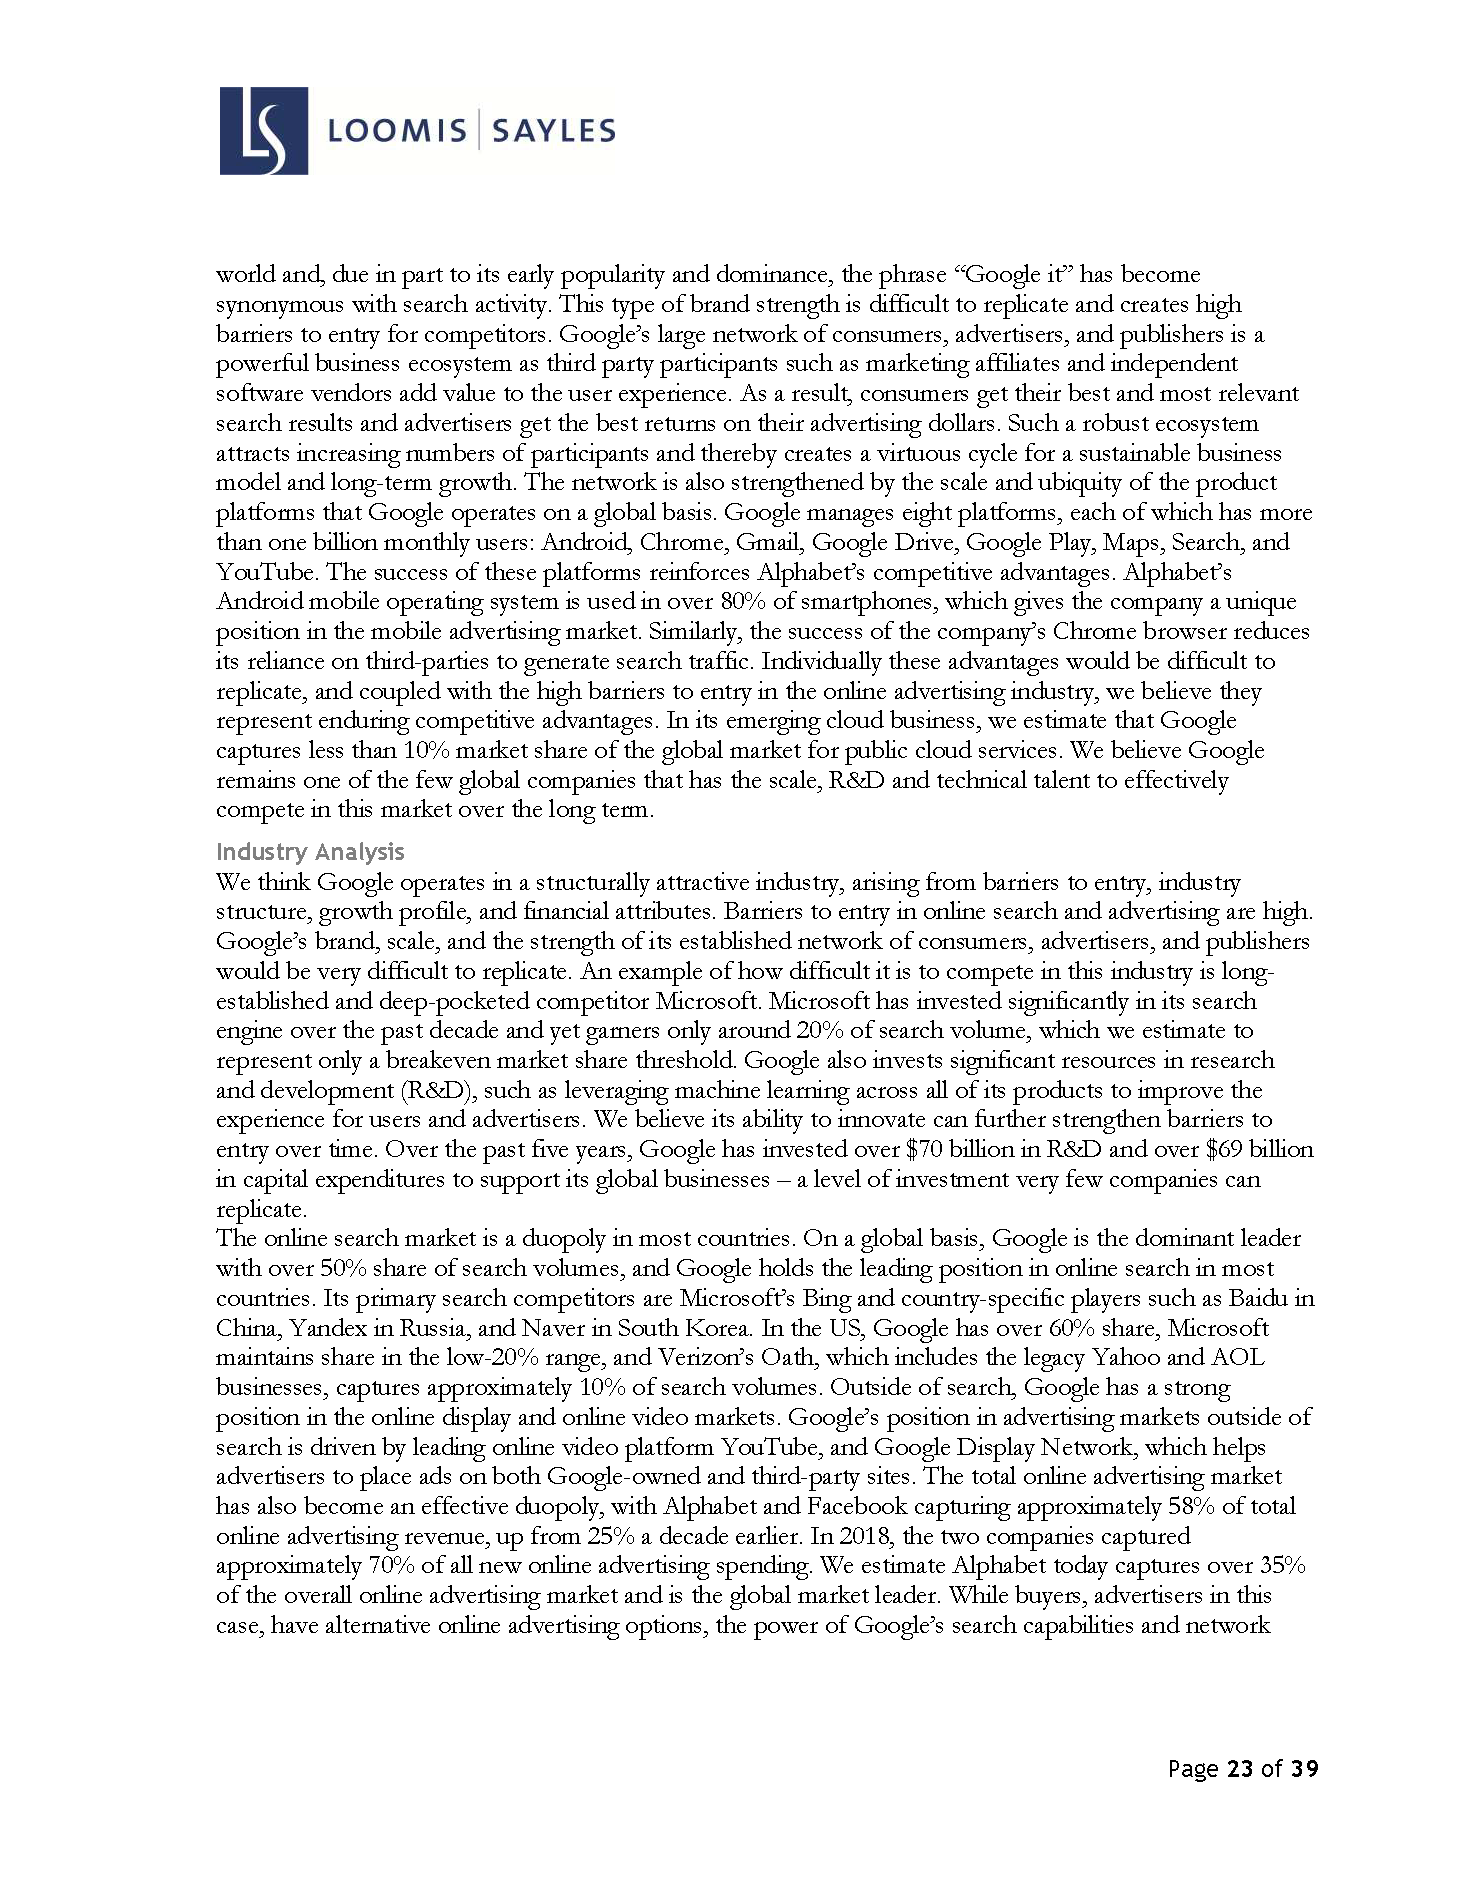 LS LOOMIS | SAYLES
world and, due in part to its early popularity and dominance, the phrase “Google it” has become
synonymous with search activity. This type of brand strength is difficult to replicate and creates high
barriers to entry for competitors. Google’s large network of consumers, advertisers, and publishers is a
powerful business ecosystem as third party participants such as marketing affiliates and independent
software vendors add value to the user experience. As a result, consumers get their best and most relevant
search results and advertisers get the best returns on their advertising dollars. Such a robust ecosystem
attracts increasing numbers of participants and thereby creates a virtuous cycle for a sustainable business
model and long-term growth. The network is also strengthened by the scale and ubiquity of the product
platforms that Google operates on a global basis. Google manages eight platforms, each of which has more
than one billion monthly users: Android, Chrome, Gmail, Google Drive, Google Play, Maps, Search, and
YouTube. The success of these platforms reinforces Alphabet’s competitive advantages. Alphabet’s
Android mobile operating system is used in over 80% of smartphones, which gives the company a unique
position in the mobile advertising market. Similarly, the success of the company’s Chrome browser reduces
its reliance on third-parties to generate search traffic. Individually these advantages would be difficult to
replicate, and coupled with the high barriers to entry in the online advertising industry, we believe they
represent enduring competitive advantages. In its emerging cloud business, we estimate that Google
captures less than 10% market share of the global market for public cloud services. We believe Google
remains one of the few global companies that has the scale, R&D and technical talent to effectively
compete in this market over the long term.
Industry Analysis
We think Google operates in a structurally attractive industry, arising from barriers to entry, industry
structure, growth profile, and financial attributes. Barriers to entry in online search and advertising are high.
Google’s brand, scale, and the strength of its established network of consumers, advertisers, and publishers
would be very difficult to replicate. An example of how difficult it is to compete in this industry is long-
established and deep-pocketed competitor Microsoft. Microsoft has invested significantly in its search
engine over the past decade and yet garners only around 20% of search volume, which we estimate to
represent only a breakeven market share threshold. Google also invests significant resources in research
and development (R&D), such as leveraging machine learning across all of its products to improve the
experience for users and advertisers. We believe its ability to innovate can further strengthen barriers to
entry over time. Over the past five years, Google has invested over $70 billion in R&D and over $69 billion
in capital expenditures to support its global businesses – a level of investment very few companies can
replicate.
The online search market is a duopoly in most countries. On a global basis, Google is the dominant leader
with over 50% share of search volumes, and Google holds the leading position in online search in most
countries. Its primary search competitors are Microsoft’s Bing and country-specific players such as Baidu in
China, Yandex in Russia, and Naver in South Korea. In the US, Google has over 60% share, Microsoft
maintains share in the low-20% range, and Verizon’s Oath, which includes the legacy Yahoo and AOL
businesses, captures approximately 10% of search volumes. Outside of search, Google has a strong
position in the online display and online video markets. Google’s position in advertising markets outside of
search is driven by leading online video platform YouTube, and Google Display Network, which helps
advertisers to place ads on both Google-owned and third-party sites. The total online advertising market
has also become an effective duopoly, with Alphabet and Facebook capturing approximately 58% of total
online advertising revenue, up from 25% a decade earlier. In 2018, the two companies captured
approximately 70% of all new online advertising spending. We estimate Alphabet today captures over 35%
of the overall online advertising market and is the global market leader. While buyers, advertisers in this
case, have alternative online advertising options, the power of Google’s search capabilities and network
Page 23 of 39